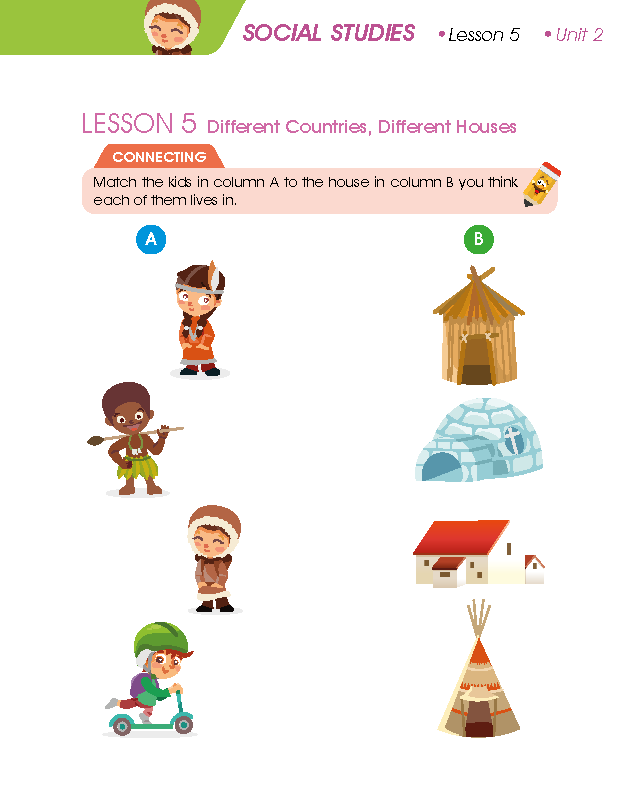 SOCIAL STUDIES • Lesson 5 • Unit 2
LESSON 5 Different Countries, Different Houses
CONNECTING
Match the kids in column A to the house in column B you think
each of them lives in.
A B